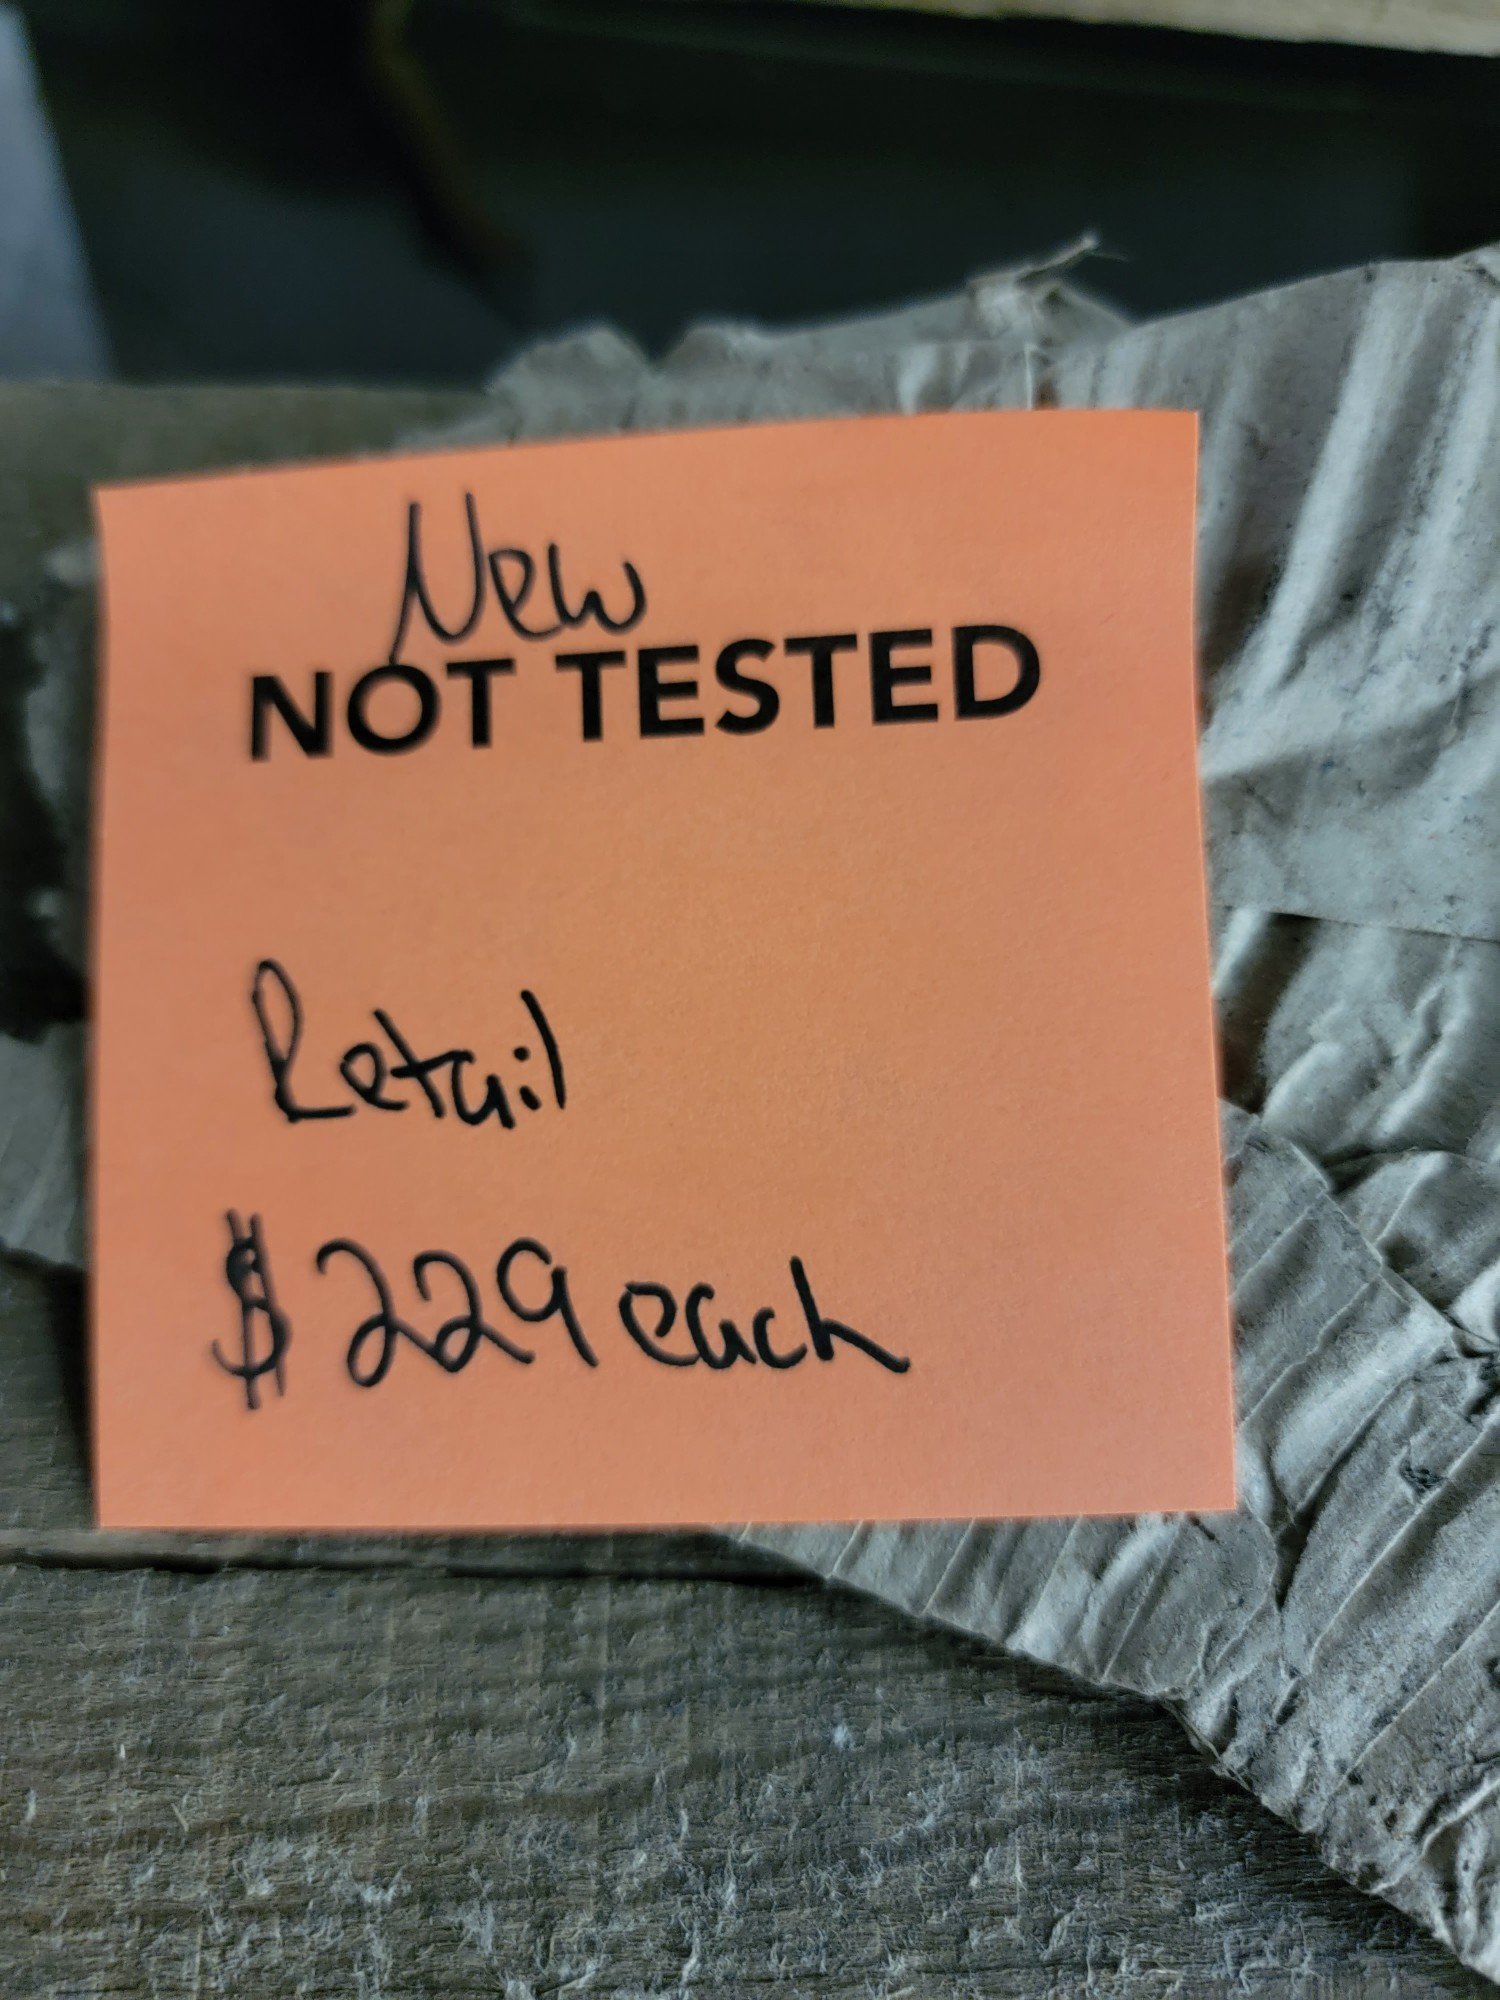 New
NOT TESTED
Retail
$229 each